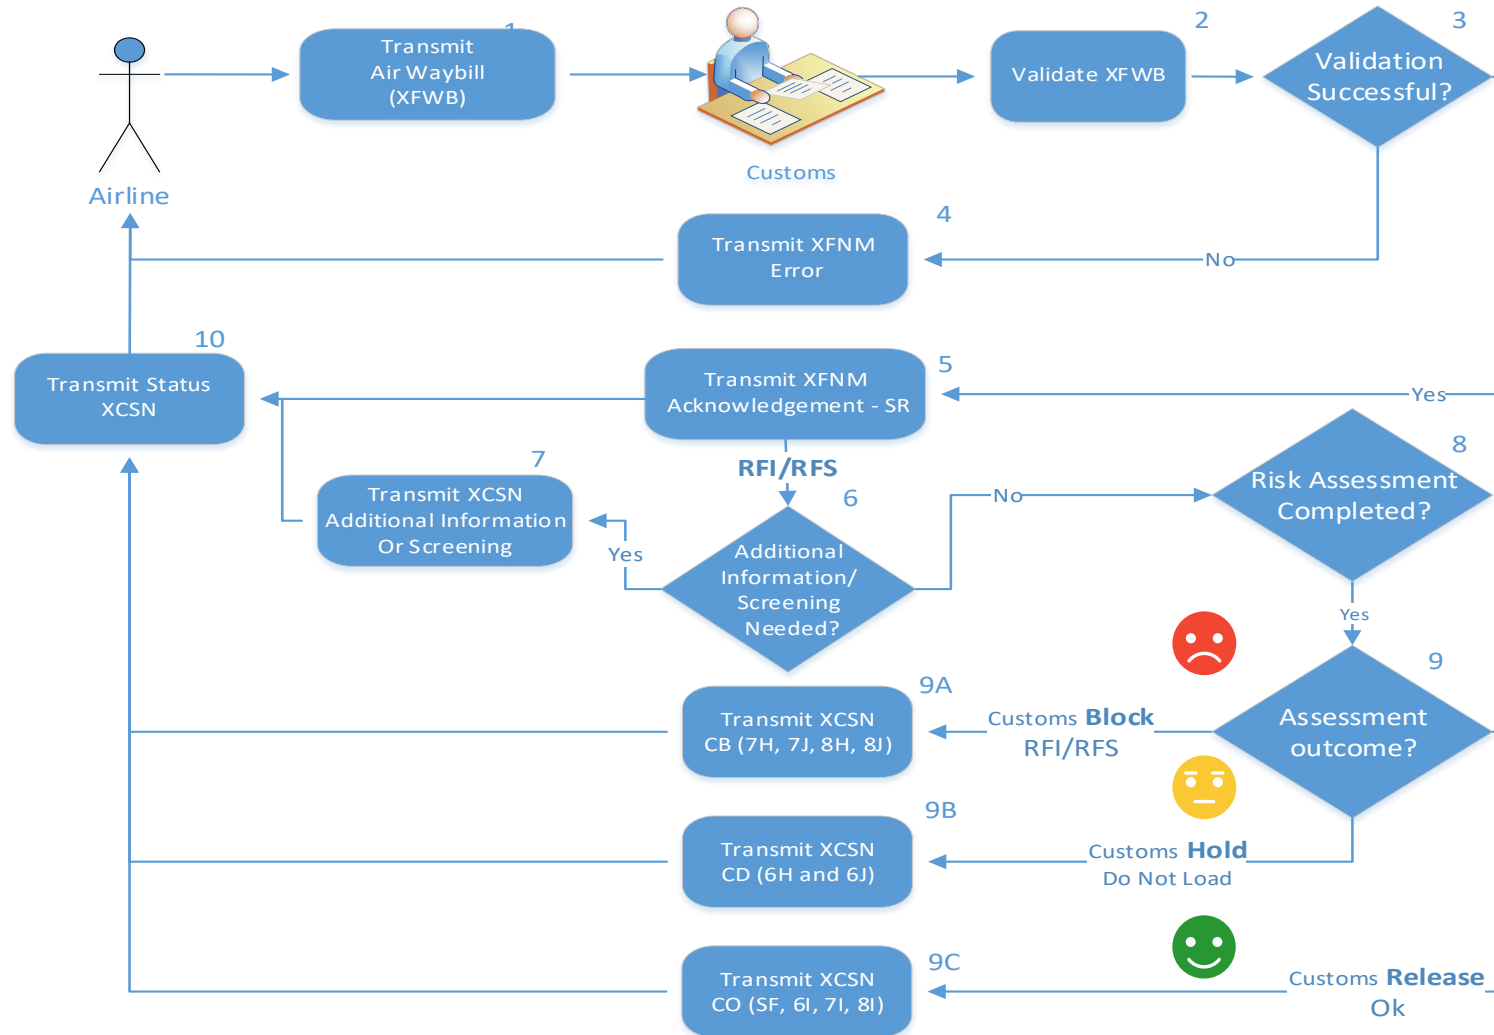 1
Transmit
Air Waybill
(XFWB)
Customs
2
Validate XFWB
3
Validation
Successful?
Airline
4
Transmit XFNM
Error
No
10
Transmit Status
XCSN
5
Transmit XFNM
Acknowledgement - SR
Yes
RFI/RFS
7
Transmit XCSN
Additional Information
Or Screening
Yes
6
Additional
Information/
Screening
Needed?
No
8
Risk Assessment
Completed?
Yes
9
Assessment
outcome?
9A
Transmit XCSN
CB (7H, 7J, 8H, 8J)
Customs Block
RFI/RFS
9B
Transmit XCSN
CD (6H and 6J)
Customs Hold
Do Not Load
9C
Transmit XCSN
CO (SF, 6I, 7I, 8I)
Customs Release
Ok